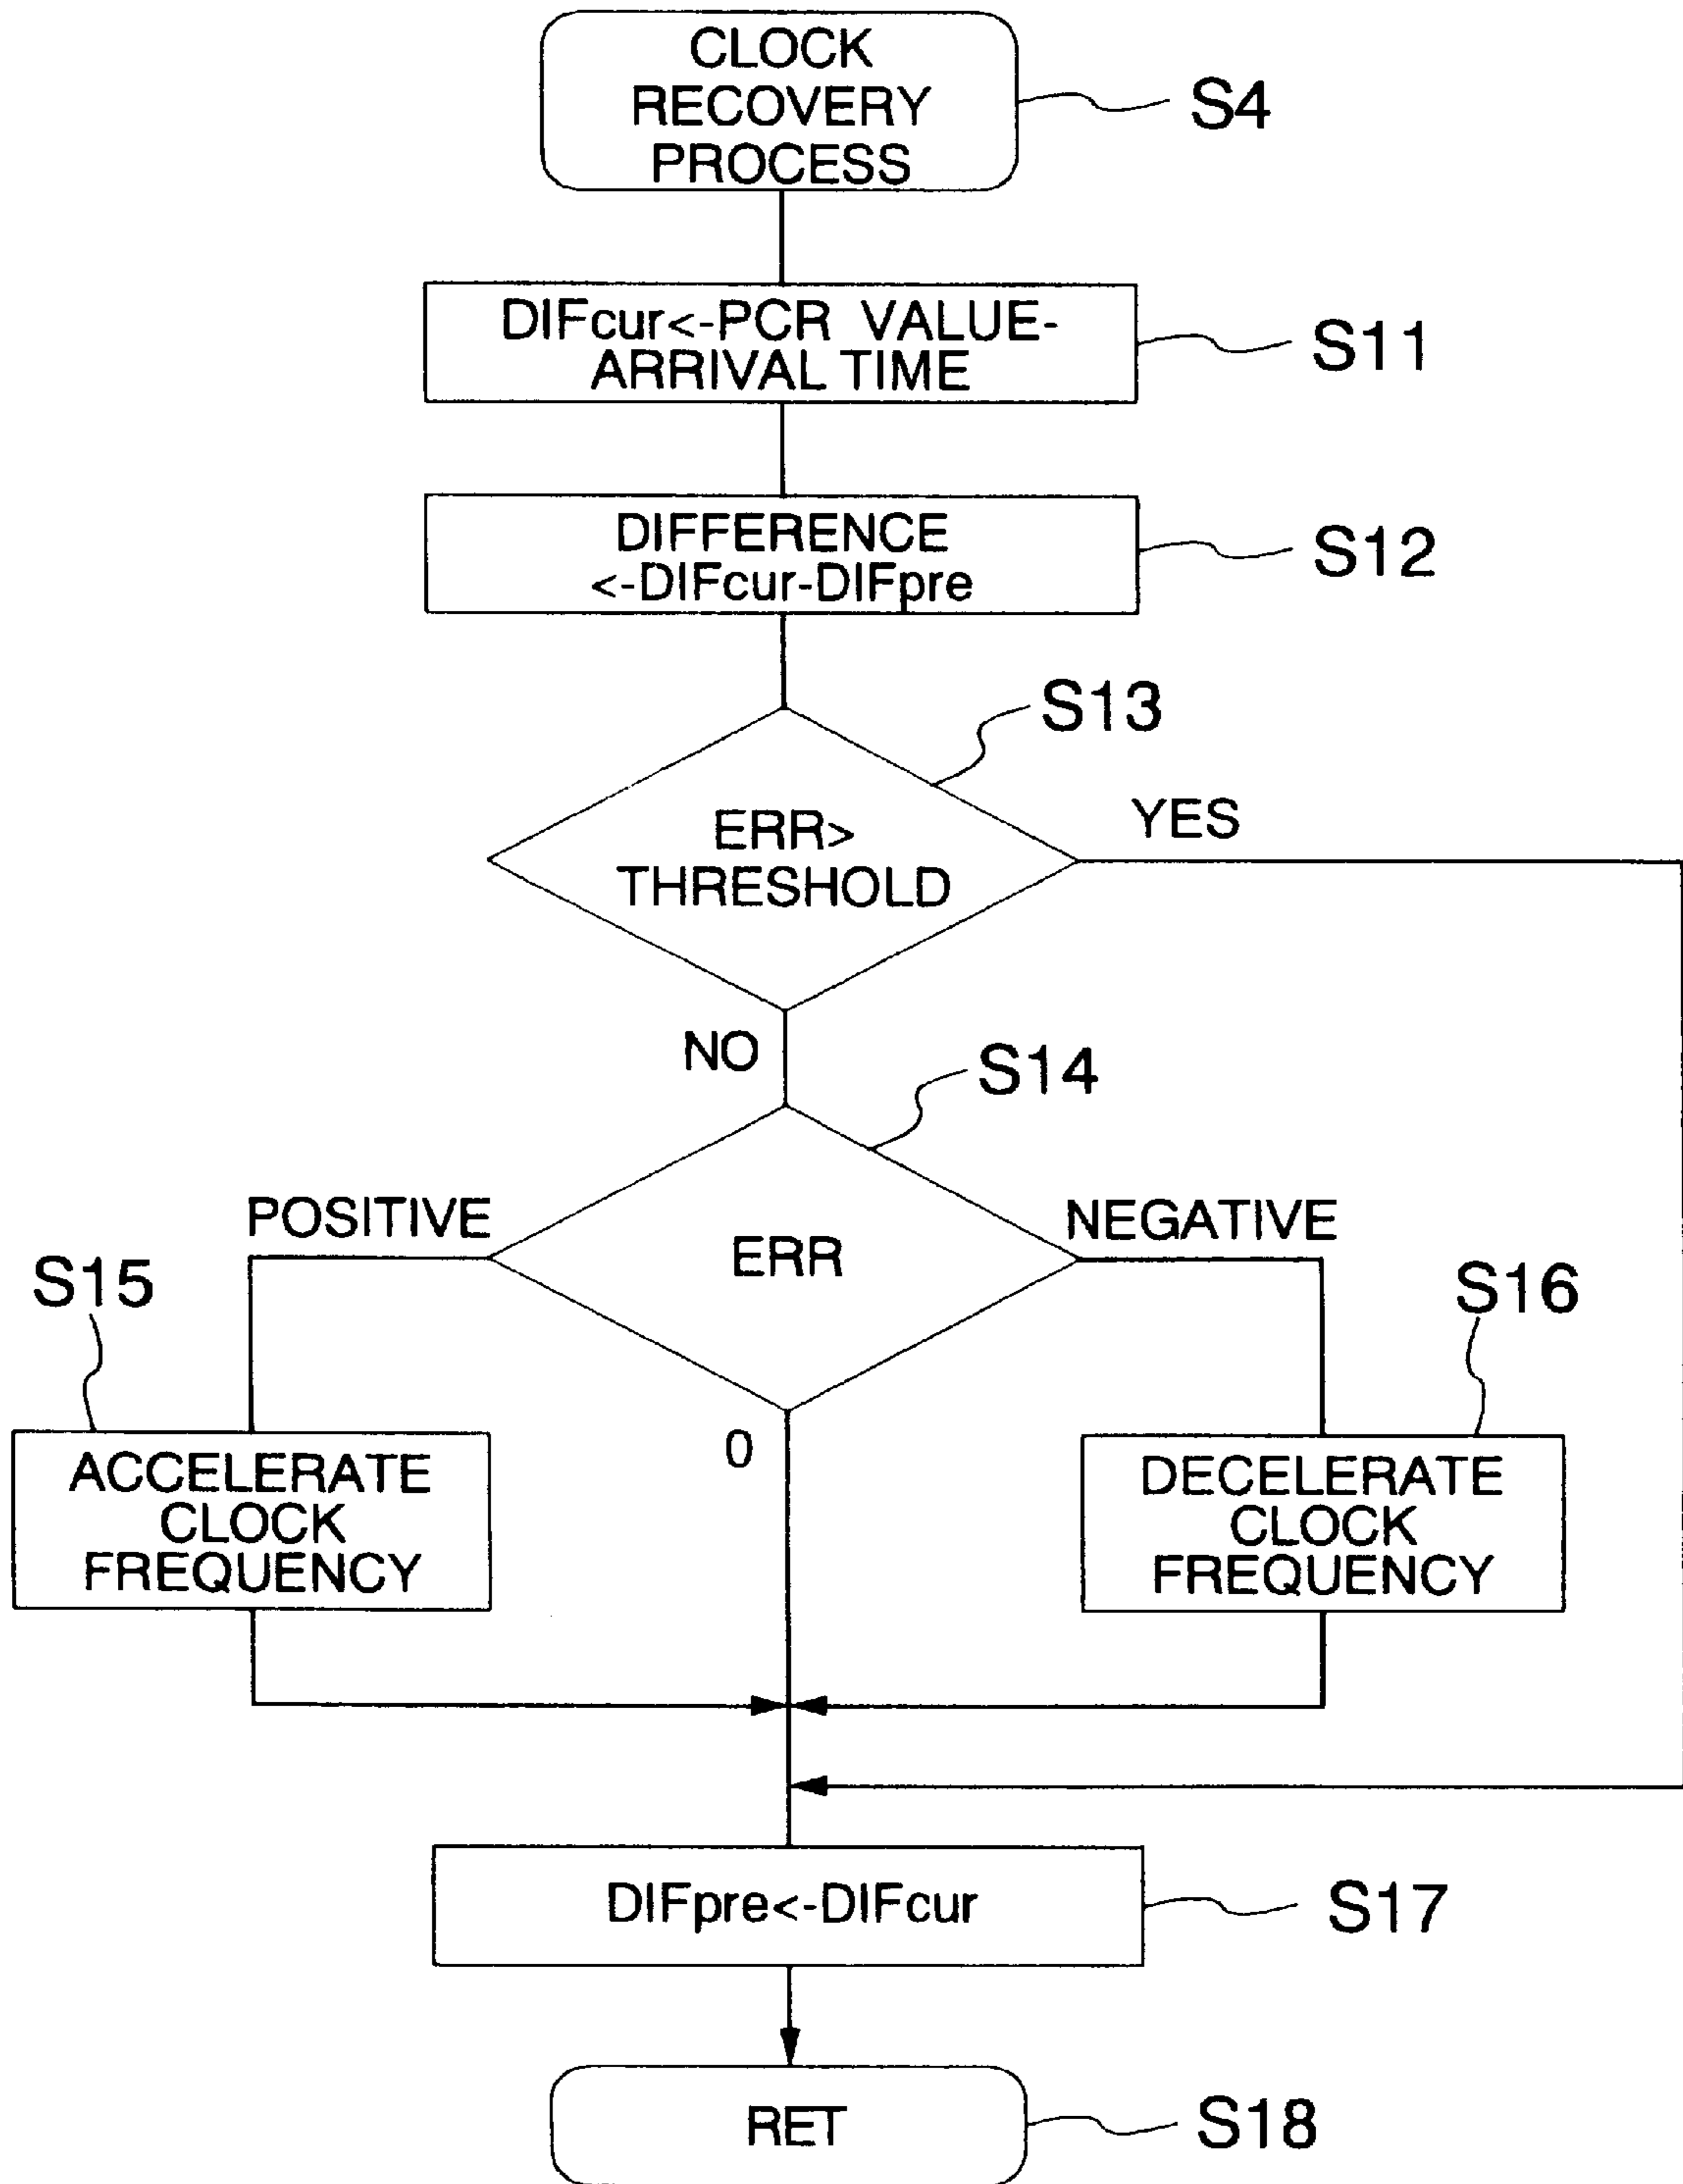 CLOCK
RECOVERY
PROCESS
S4
DIFcur<-PCR VALUE-
ARRIVAL TIME
S11
DIFFERENCE
<-DIFcur-DIFpre
S12
S13
ERR>
THRESHOLD
YES
NO
S14
POSITIVE
ERR
NEGATIVE
S15
S16
0
ACCELERATE
CLOCK
FREQUENCY
DECELERATE
CLOCK
FREQUENCY
DIFpre<-DIFcur
S17
RET
S18